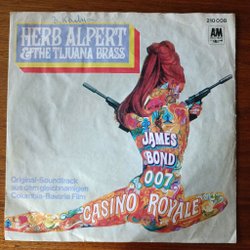 HERB ALPERT
& THE TIJUANA BRASS
210 008
A&M
JAMES
BOND
007
CASINO ROYALE
Original-Soundtrack
aus dem gleichnamigen
Columbia-Bavaria Film